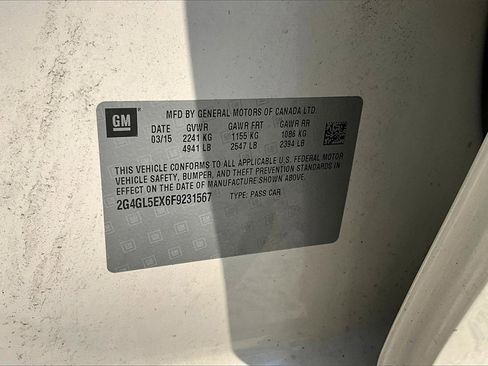 GM
MFD BY GENERAL MOTORS OF CANADA LTD.
DATE GVWR GAWR FRT GAWR RR
03/15 2241 KG 1155 KG 1086 KG
4941 LB 2547 LB 2394 LB
THIS VEHICLE CONFORMS TO ALL APPLICABLE U.S. FEDERAL MOTOR
VEHICLE SAFETY, BUMPER, AND THEFT PREVENTION STANDARDS IN
EFFECT ON THE DATE OF MANUFACTURE SHOWN ABOVE.
2G4GL5EX6F9231567 TYPE: PASS CAR